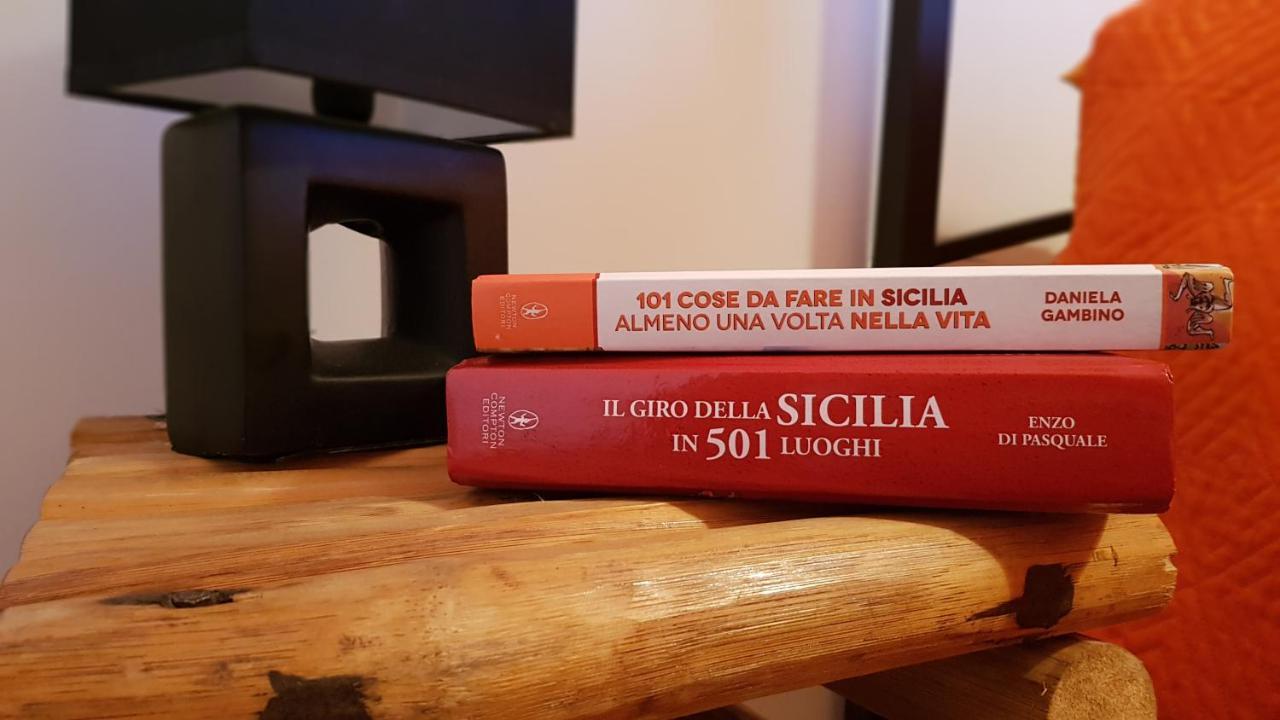 NEWTON
COMPTON
EDITORI
101 COSE DA FARE IN SICILIA
ALMENO UNA VOLTA NELLA VITA
DANIELA
GAMBINO
NEWTON
COMPTON
EDITORI
IL GIRO DELLA SICILIA
IN 501 LUOGHI
ENZO
DI PASQUALE